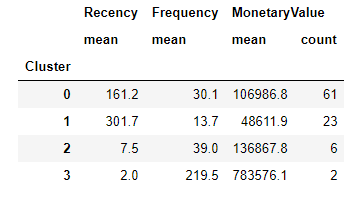 Recency Frequency MonetaryValue
mean mean mean count
Cluster
0 161.2 30.1 106986.8 61
1 301.7 13.7 48611.9 23
2 7.5 39.0 136867.8 6
3 2.0 219.5 783576.1 2